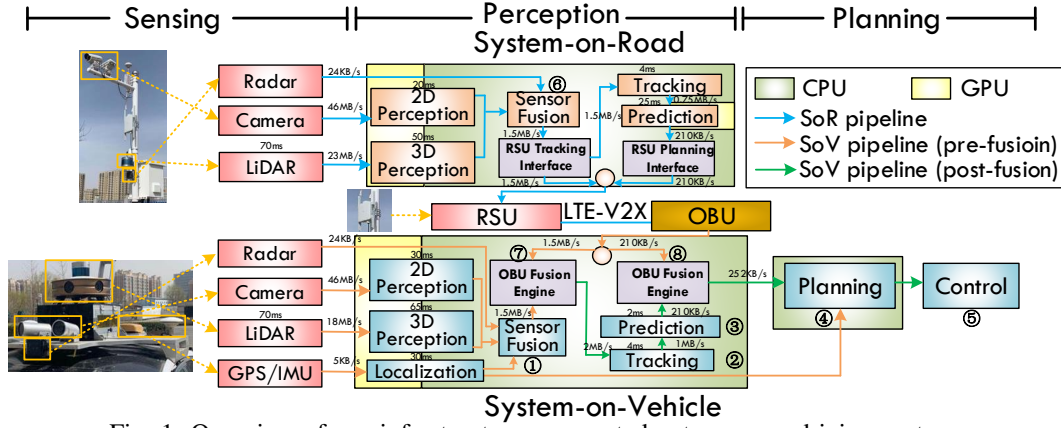 Sensing
Perception
Planning
System-on-Road
Radar
24KB/s
⑥
4ms
Tracking
20ms
2D
Perception
Sensor
Fusion
25ms
0.75MB/s
Camera
46MB/s
1.5MB/s
Prediction
50ms
3D
Perception
1.5MB/s
210KB/s
70ms
LiDAR
23MB/s
RSU Tracking
Interface
RSU Planning
Interface
1.5MB/s
210KB/s
CPU
GPU
SoR pipeline
SoV pipeline (pre-fusioin)
SoV pipeline (post-fusion)
RSU
LTE-V2X
OBU
Radar
24KB/s
1.5MB/s
210KB/s
⑦
⑧
30ms
2D
Perception
OBU Fusion
Engine
OBU Fusion
Engine
252KB/s
Camera
46MB/s
Planning
④
Control
⑤
65ms
3D
Perception
1.5MB/s
Sensor
Fusion
①
2ms
210KB/s
Prediction
③
70ms
LiDAR
18MB/s
2MB/s
4ms
1MB/s
Tracking
②
GPS/IMU
5KB/s
30ms
Localization
System-on-Vehicle